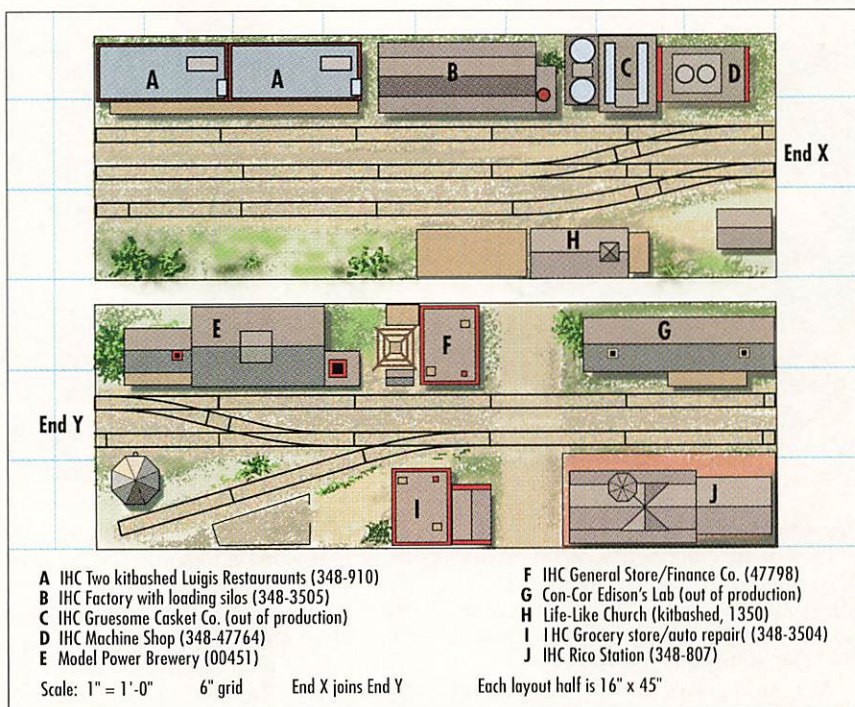 A A B C D
End X
H
E F G
End Y
I J
A IHC Two kitbashed Luigis Restauraunts (348-910)
B IHC Factory with loading silos (348-3505)
C IHC Gruesome Casket Co. (out of production)
D IHC Machine Shop (348-47764)
E Model Power Brewery (00451)
F IHC General Store/Finance Co. (47798)
G Con-Cor Edison's Lab (out of production)
H Life-Like Church (kitbashed, 1350)
I IHC Grocery store/auto repair( (348-3504)
J IHC Rico Station (348-807)
Scale: 1" = 1'-0" 6" grid End X joins End Y Each layout half is 16" x 45"